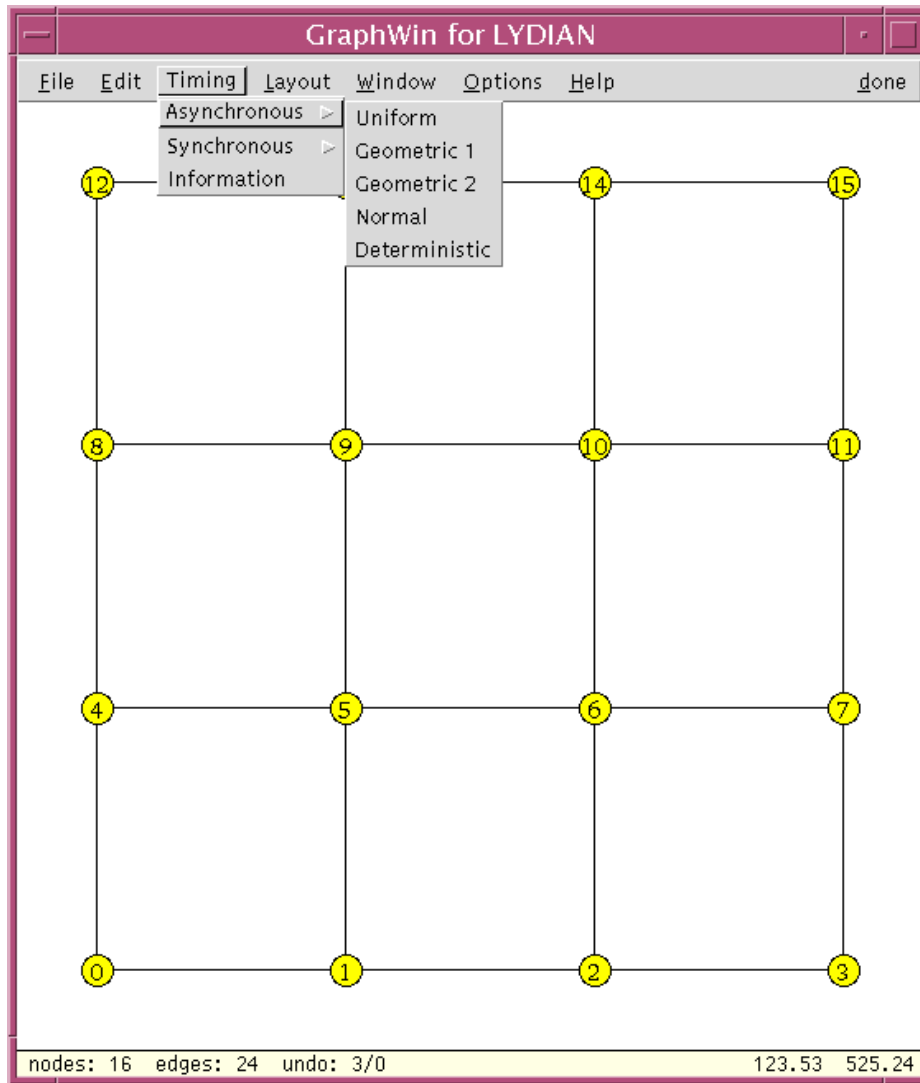 GraphWin for LYDIAN
File Edit Timing Layout Window Options Help done
Asynchronous
Synchronous
Information
Uniform
Geometric 1
Geometric 2
Normal
Deterministic
12 14 15
8 9 10 11
4 5 6 7
0 1 2 3
nodes: 16 edges: 24 undo: 3/0 123.53 525.24